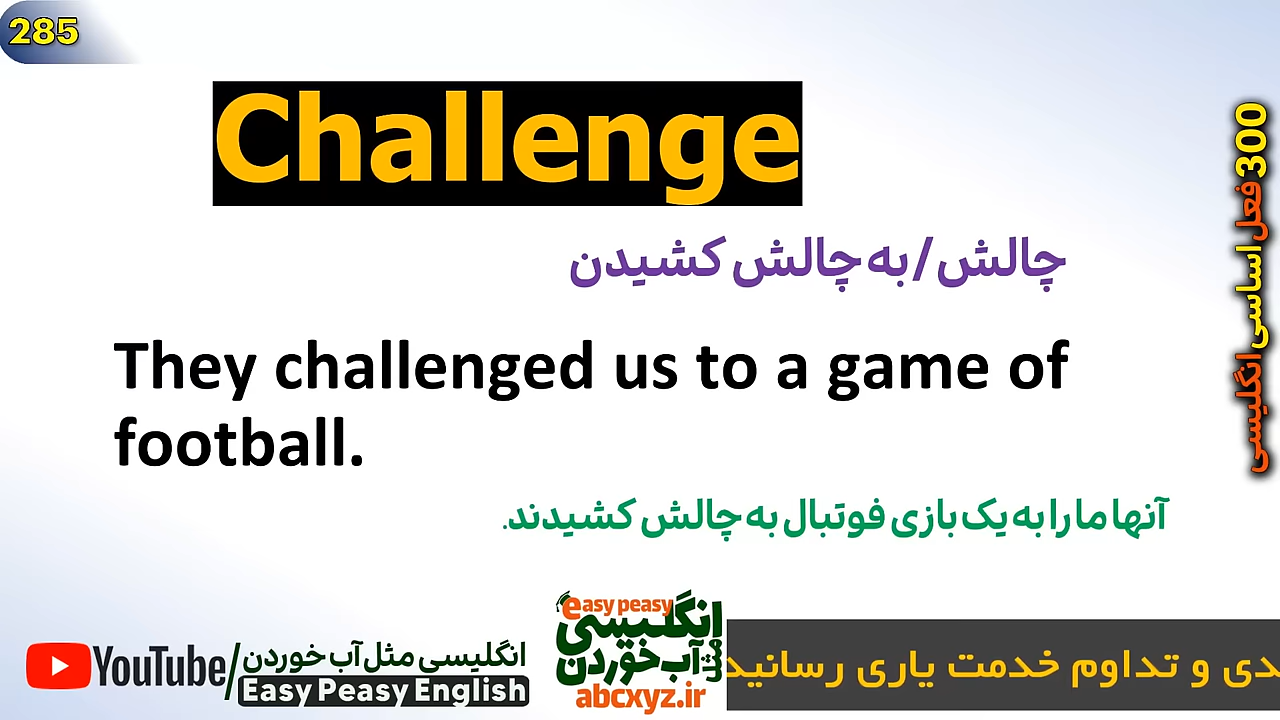 285
Challenge
چالش/به چالش کشیدن
They challenged us to a game of
football.
آنها ما را به یک بازی فوتبال به چالش کشیدند.
300 فعل اساسی انگلیسی
YouTube/انگلیسی مثل آب خوردن
Easy Peasy English
easy peasy
انگلیسی
مثل آب خوردن
abcxyz.ir
و تداوم خدمت یاری رسانید